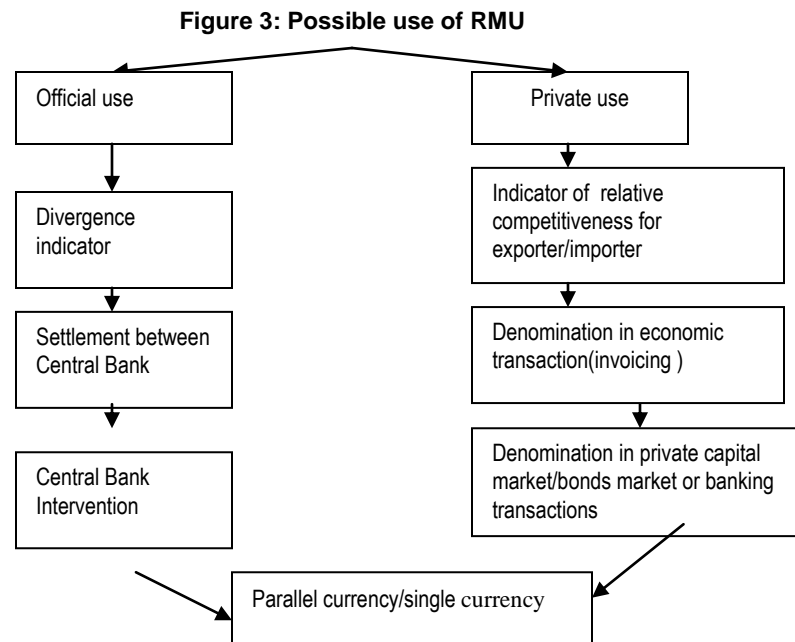 Figure 3: Possible use of RMU
Official use
Private use
Divergence
indicator
Indicator of relative
competitiveness for
exporter/importer
Settlement between
Central Bank
Denomination in economic
transaction(invoicing )
Central Bank
Intervention
Denomination in private capital
market/bonds market or banking
transactions
Parallel currency/single currency